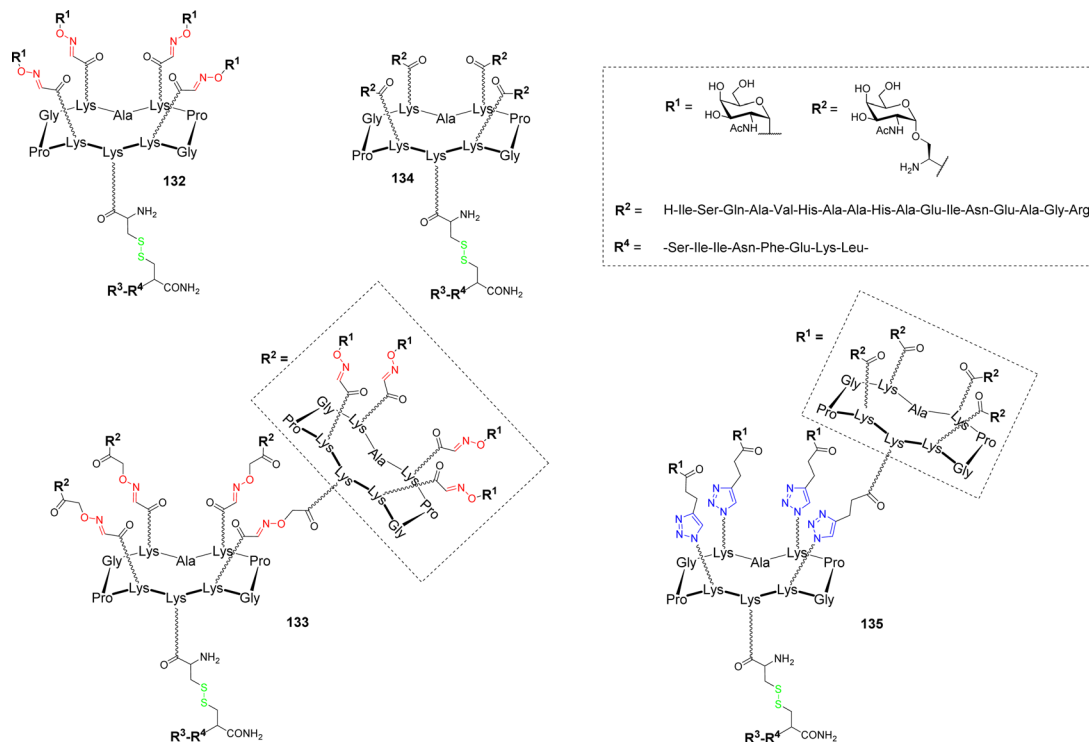 R1 R1 R1 R1
O N N O O N N O
O O O O
Gly Lys Ala Lys Pro
Pro Lys Lys Lys Gly
132
O NH2
S
S
R3-R4 CONH2
R2 R2 R2 R2
O O O O
Gly Lys Ala Lys Pro
Pro Lys Lys Lys Gly
134
O NH2
S
S
R3-R4 CONH2
R1 = HO OH O HO AcHN
R2 = HO OH O HO AcHN O H2N
R2 = H-Ile-Ser-Gln-Ala-Val-His-Ala-Ala-His-Ala-Glu-Ile-Asn-Glu-Ala-Gly-Arg
R4 = -Ser-Ile-Ile-Asn-Phe-Glu-Lys-Leu-
R2 =
R1 R1 R1 R1
O N O N N O N O
O O O O
Gly Lys Ala Lys Pro
Pro Lys Lys Lys Gly
R2 R2 R2
O O O
O N O N N O N O
O O O O O
Gly Lys Ala Lys Pro
Pro Lys Lys Lys Gly
133
O NH2
S
S
R3-R4 CONH2
R1 =
R2 R2 R2 R2
O O O O
Gly Lys Ala Lys Pro
Pro Lys Lys Lys Gly
R1 R1 R1
O O O O
N N N N N N N N N N N N
Gly Lys Ala Lys Pro
Pro Lys Lys Lys Gly
135
O NH2
S
S
R3-R4 CONH2